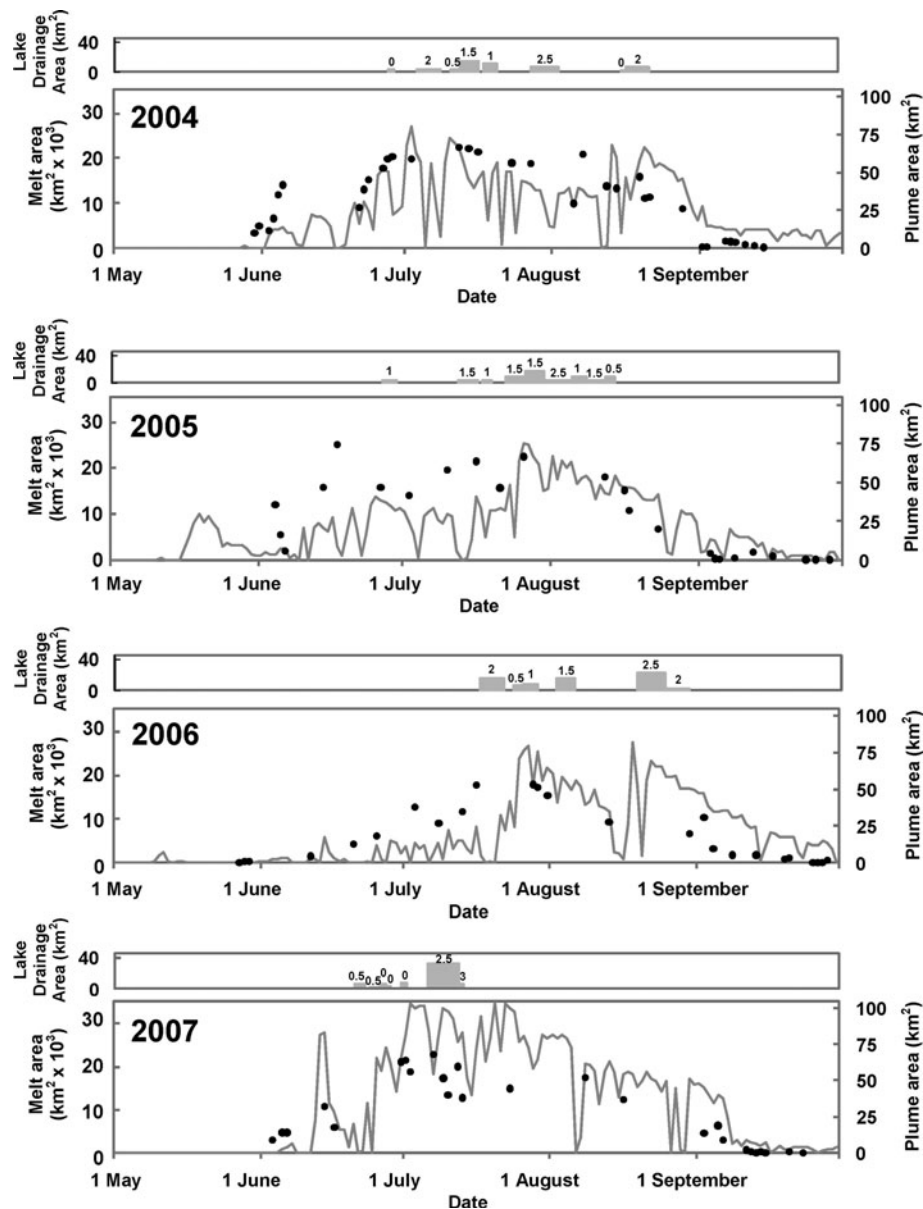 Lake
Drainage
Area (km²)
40
0
0 2 0.5 1.5 1 2.5 0 2
2004
Melt area
(km² x 10³)
30
20
10
0
Plume area (km²)
100
75
50
25
0
1 May 1 June 1 July 1 August 1 September
Date
Lake
Drainage
Area (km²)
40
0
1 1.5 1 1.5 1.5 2.5 1 1.5 0.5
2005
Melt area
(km² x 10³)
30
20
10
0
Plume area (km²)
100
75
50
25
0
1 May 1 June 1 July 1 August 1 September
Date
Lake
Drainage
Area (km²)
40
0
2 0.5 1 1.5 2.5 2
2006
Melt area
(km² x 10³)
30
20
10
0
Plume area (km²)
100
75
50
25
0
1 May 1 June 1 July 1 August 1 September
Date
Lake
Drainage
Area (km²)
40
0
0.5 0.5 0 0 0 2.5 3
2007
Melt area
(km² x 10³)
30
20
10
0
Plume area (km²)
100
75
50
25
0
1 May 1 June 1 July 1 August 1 September
Date